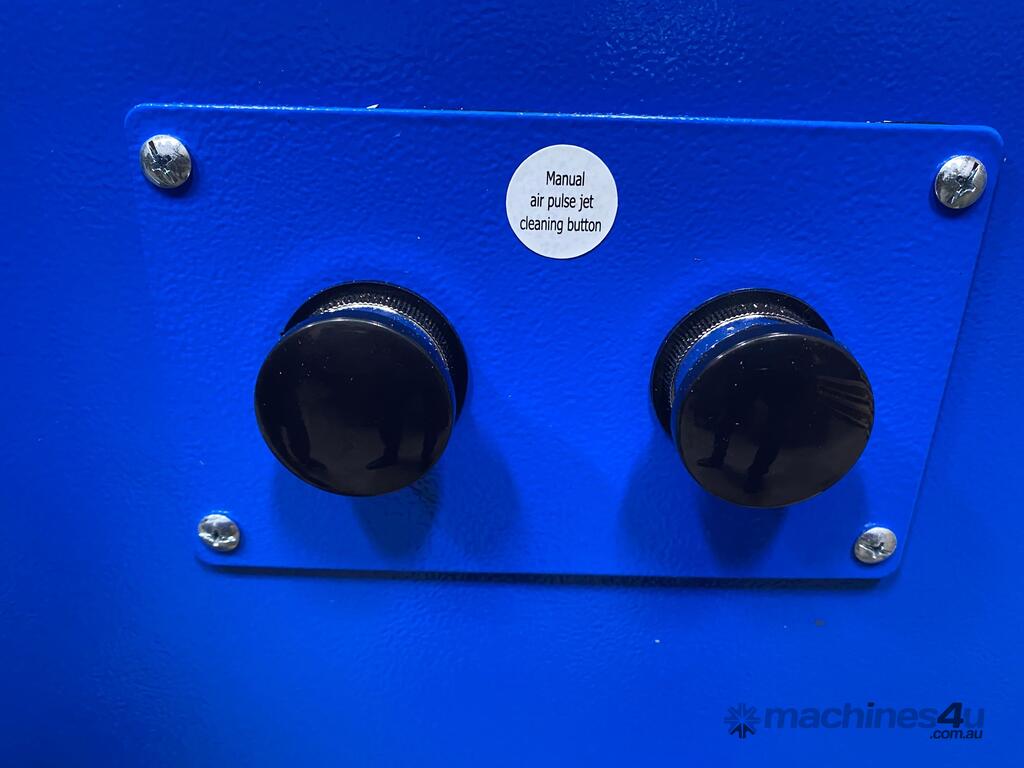 Manual
air pulse jet
cleaning button
machines4u
.com.au